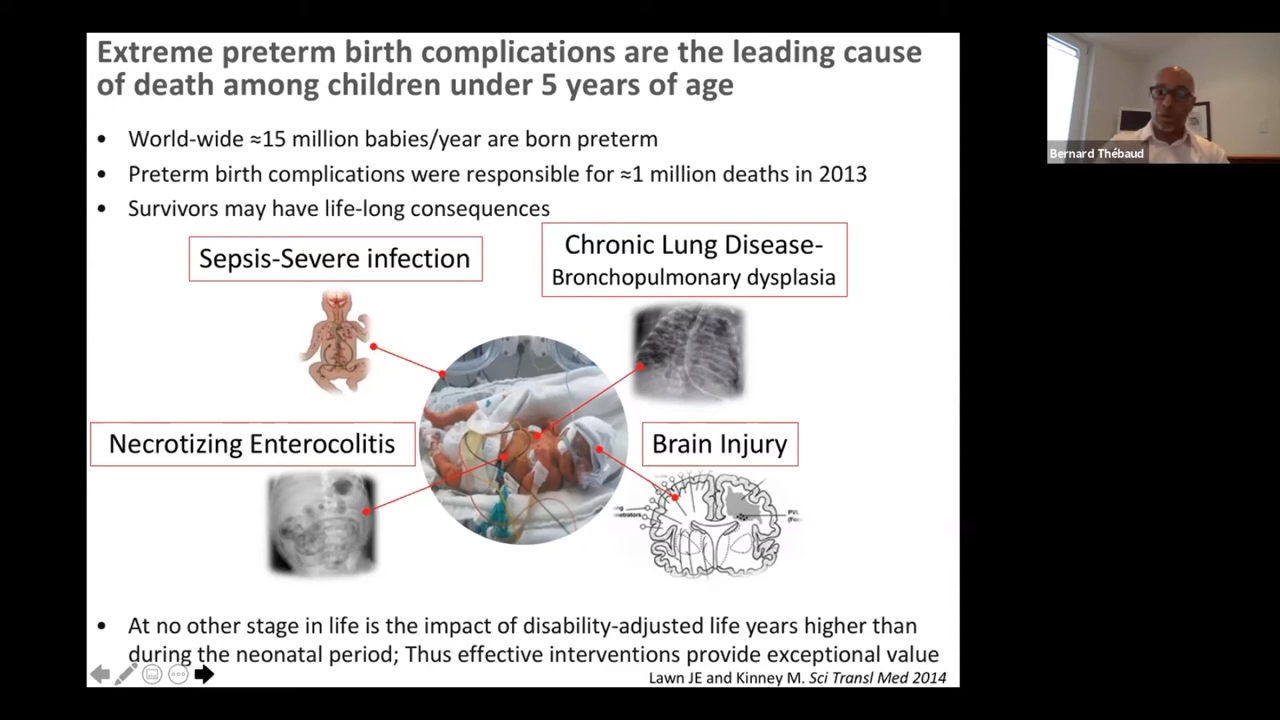 Extreme preterm birth complications are the leading cause
of death among children under 5 years of age
• World-wide ≈15 million babies/year are born preterm
• Preterm birth complications were responsible for ≈1 million deaths in 2013
• Survivors may have life-long consequences
Sepsis-Severe infection
Chronic Lung Disease-
Bronchopulmonary dysplasia
Necrotizing Enterocolitis
Brain Injury
• At no other stage in life is the impact of disability-adjusted life years higher than
during the neonatal period; Thus effective interventions provide exceptional value
Lawn JE and Kinney M. Sci Transl Med 2014
Bernard Thébaud